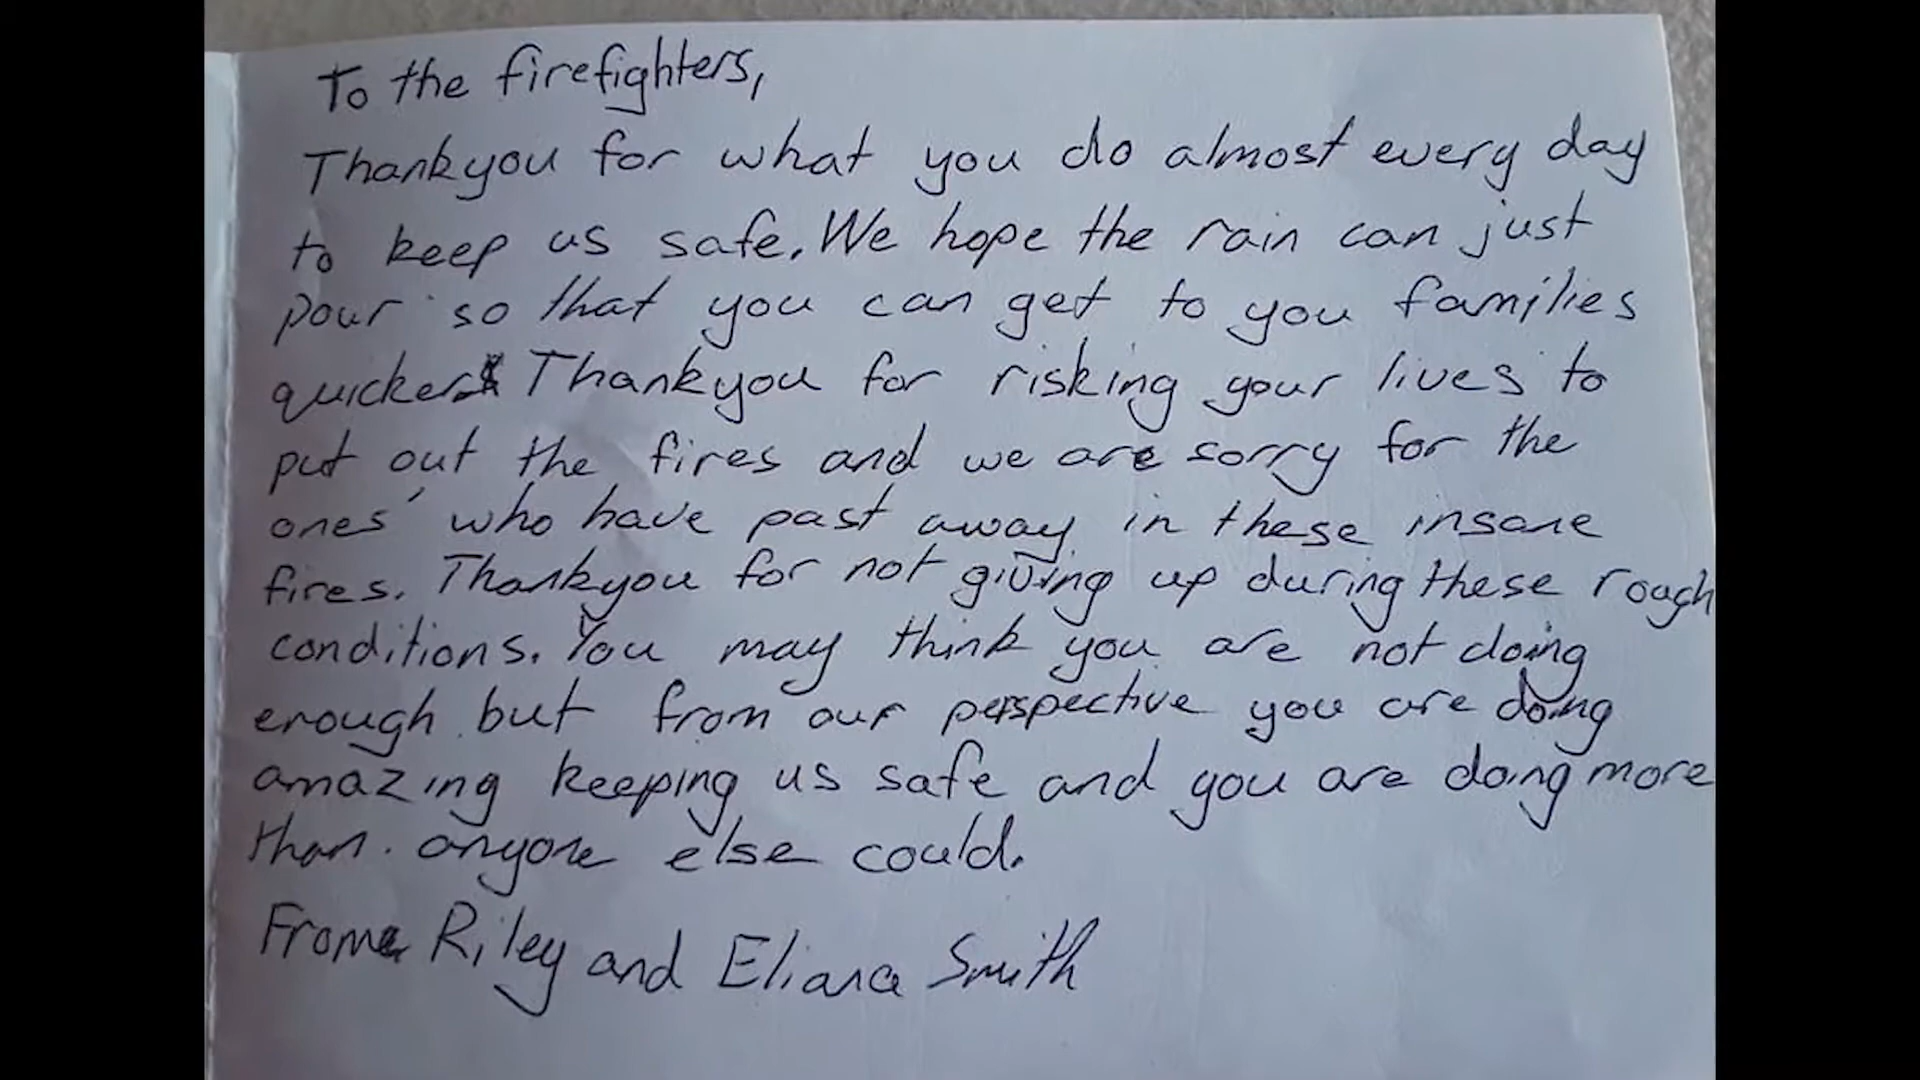 To the firefighters,
Thankyou for what you do almost every day
to keep us safe. We hope the rain can just
pour so that you can get to you families
quicker. Thankyou for risking your lives to
put out the fires and we are sorry for the
ones who have past away in these insane
fires. Thankyou for not giving up during these rough
conditions. You may think you are not doing
enough but from our perspective you are doing
amazing keeping us safe and you are doing more
than anyone else could.
From Riley and Eliana Smith